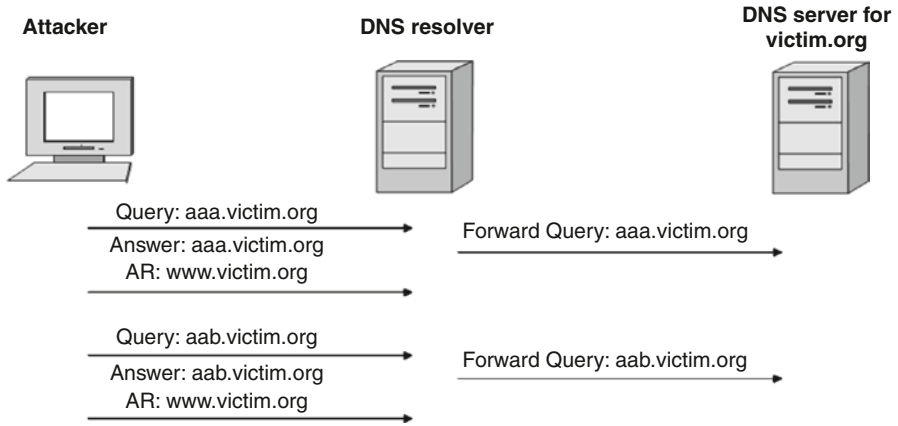 Attacker
DNS resolver
DNS server for
victim.org
Query: aaa.victim.org
Forward Query: aaa.victim.org
Answer: aaa.victim.org
AR: www.victim.org
Query: aab.victim.org
Forward Query: aab.victim.org
Answer: aab.victim.org
AR: www.victim.org